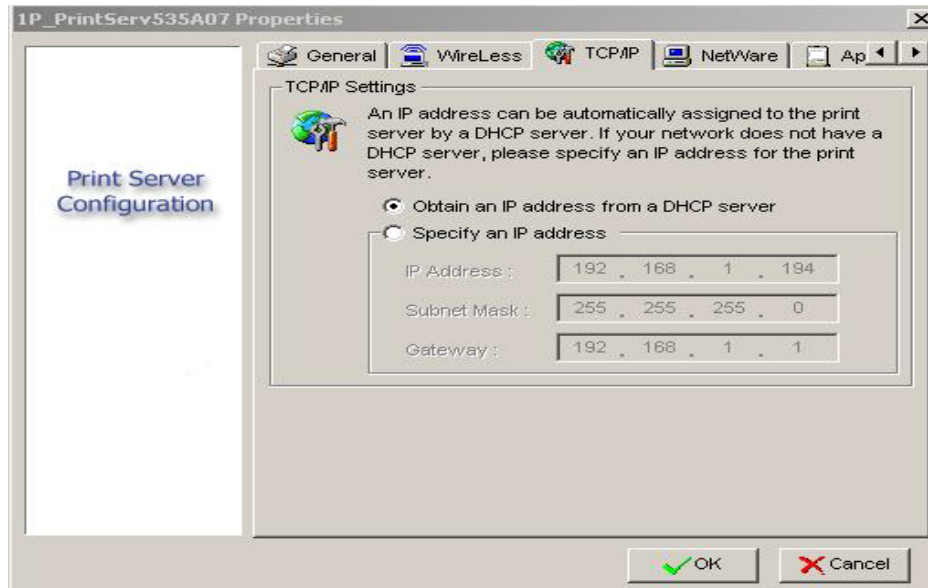 1P_PrintServ535A07 Properties
General
WireLess
TCP/IP
NetWare
Ap
Print Server
Configuration
TCP/IP Settings
An IP address can be automatically assigned to the print
server by a DHCP server. If your network does not have a
DHCP server, please specify an IP address for the print
server.
Obtain an IP address from a DHCP server
Specify an IP address
IP Address : 192 . 168 . 1 . 194
Subnet Mask : 255 . 255 . 255 . 0
Gateway : 192 . 168 . 1 . 1
OK
Cancel